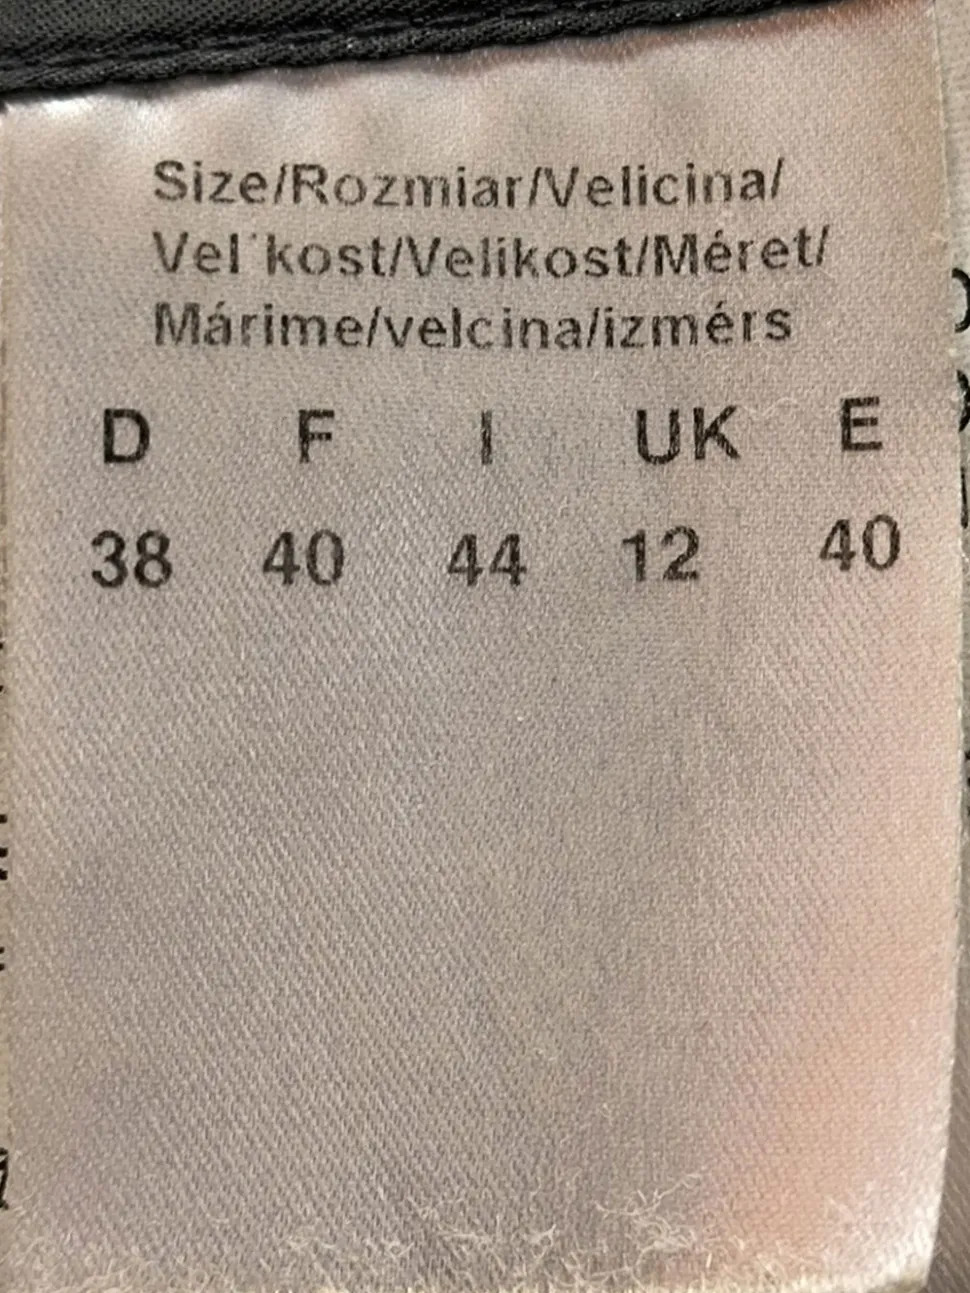 Size/Rozmiar/Velicina/
Vel´kost/Velikost/Méret/
Márime/velcina/izmérs
D F I UK E
38 40 44 12 40